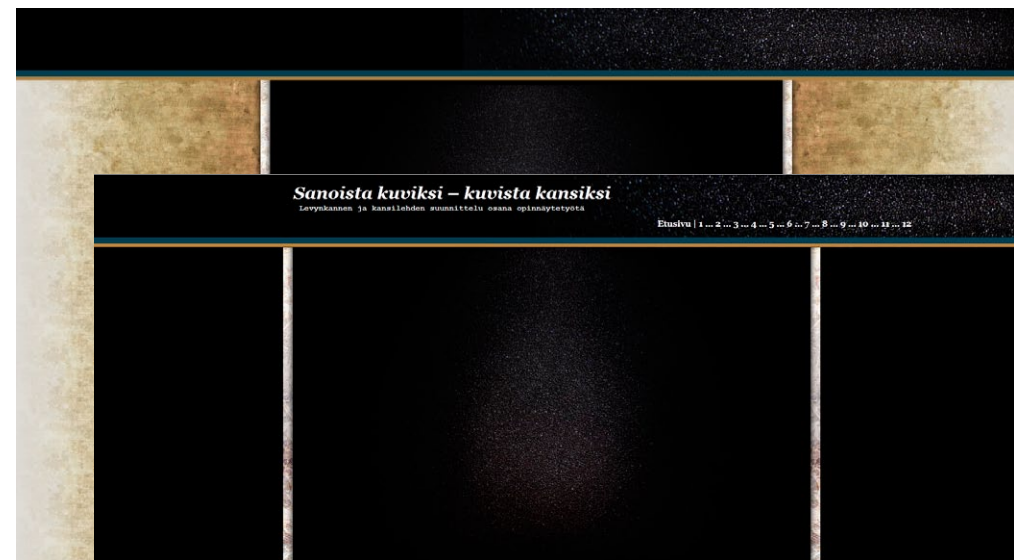 Sanoista kuviksi – kuvista kansiksi
Levynkannen ja kansilehden suunnittelu osana opinnäytetyötä
Etusivu | 1 ... 2 ... 3 ... 4 ... 5 ... 6 ... 7 ... 8 ... 9 ... 10 ... 11 ... 12